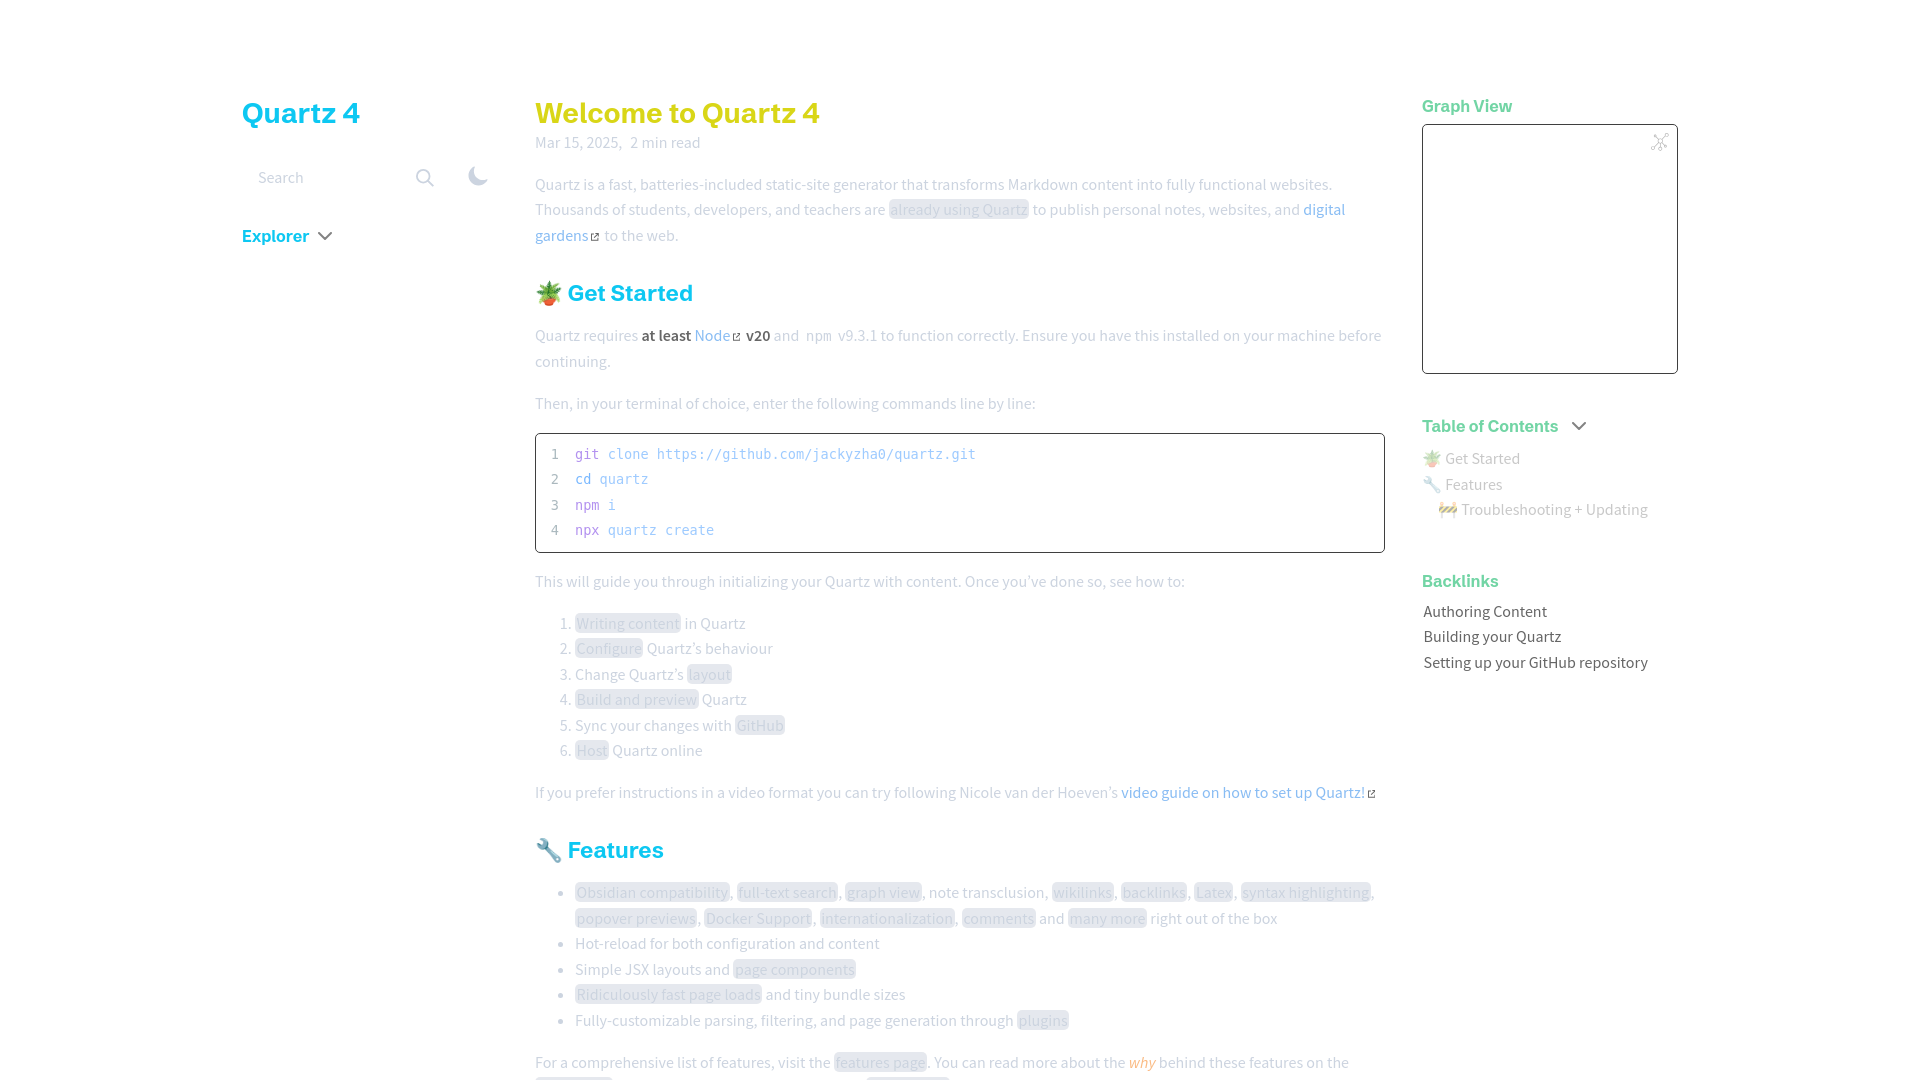 Quartz 4
Search
Explorer
Welcome to Quartz 4
Mar 15, 2025, 2 min read
Quartz is a fast, batteries-included static-site generator that transforms Markdown content into fully functional websites.
Thousands of students, developers, and teachers are already using Quartz to publish personal notes, websites, and digital
gardens to the web.
🪴 Get Started
Quartz requires at least Node v20 and npm v9.3.1 to function correctly. Ensure you have this installed on your machine before
continuing.
Then, in your terminal of choice, enter the following commands line by line:
1 git clone https://github.com/jackyzha0/quartz.git
2 cd quartz
3 npm i
4 npx quartz create
This will guide you through initializing your Quartz with content. Once you’ve done so, see how to:
1. Writing content in Quartz
2. Configure Quartz’s behaviour
3. Change Quartz’s layout
4. Build and preview Quartz
5. Sync your changes with GitHub
6. Host Quartz online
If you prefer instructions in a video format you can try following Nicole van der Hoeven’s video guide on how to set up Quartz!
🔧 Features
• Obsidian compatibility, full-text search, graph view, note transclusion, wikilinks, backlinks, Latex, syntax highlighting,
popover previews, Docker Support, internationalization, comments and many more right out of the box
• Hot-reload for both configuration and content
• Simple JSX layouts and page components
• Ridiculously fast page loads and tiny bundle sizes
• Fully-customizable parsing, filtering, and page generation through plugins
For a comprehensive list of features, visit the features page. You can read more about the why behind these features on the
Graph View
Table of Contents
🪴 Get Started
🔧 Features
🚧 Troubleshooting + Updating
Backlinks
Authoring Content
Building your Quartz
Setting up your GitHub repository